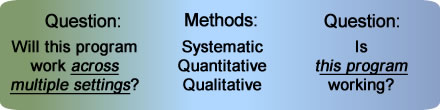 Question:
Will this program
work across
multiple settings?
Methods:
Systematic
Quantitative
Qualitative
Question:
Is
this program
working?